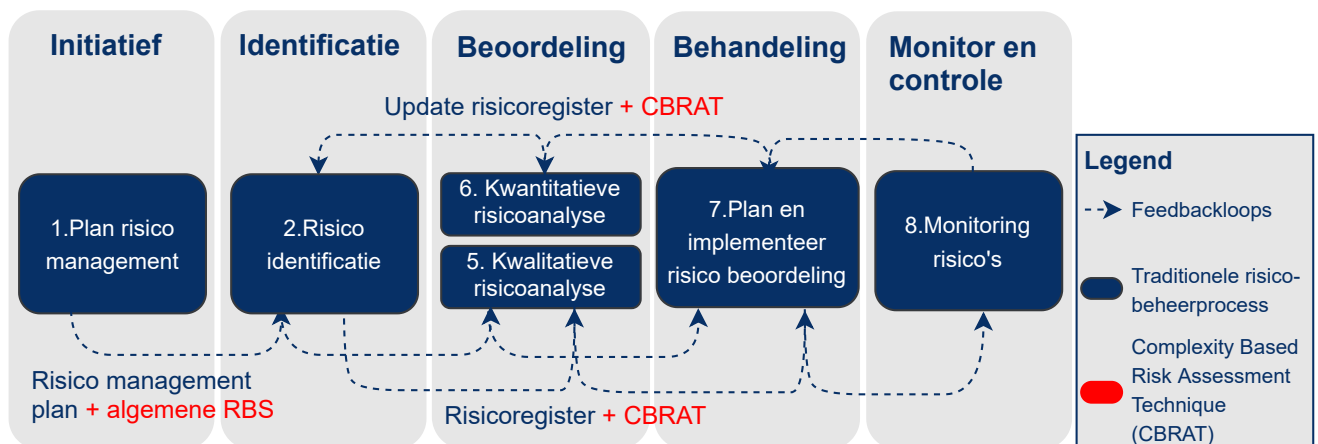 Initiatief
Identificatie
Beoordeling
Behandeling
Monitor en
controle
Update risicoregister + CBRAT
1.Plan risico
management
2.Risico
identificatie
6. Kwantitatieve
risicoanalyse
5. Kwalitatieve
risicoanalyse
7.Plan en
implementeer
risico beoordeling
8.Monitoring
risico's
Risico management
plan + algemene RBS
Risicoregister + CBRAT
Legend
Feedbackloops
Traditionele risico-
beheerprocess
Complexity Based
Risk Assessment
Technique
(CBRAT)